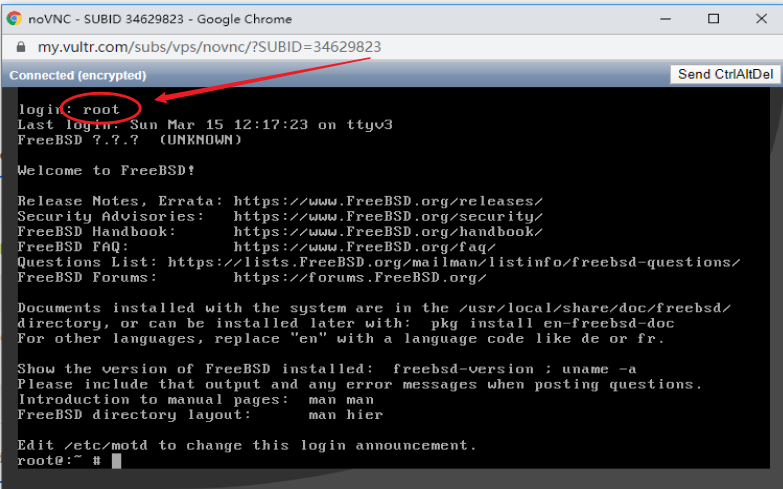 noVNC - SUBID 34629823 - Google Chrome
my.vultr.com/subs/vps/novnc/?SUBID=34629823
Connected (encrypted)
Send CtrlAltDel
login: root
Last login: Sun Mar 15 12:17:23 on ttyv3
FreeBSD ?.?.?  (UNKNOWN)
Welcome to FreeBSD!
Release Notes, Errata: https://www.FreeBSD.org/releases/
Security Advisories:   https://www.FreeBSD.org/security/
FreeBSD Handbook:      https://www.FreeBSD.org/handbook/
FreeBSD FAQ:           https://www.FreeBSD.org/faq/
Questions List: https://lists.FreeBSD.org/mailman/listinfo/freebsd-questions/
FreeBSD Forums:        https://forums.FreeBSD.org/
Documents installed with the system are in the /usr/local/share/doc/freebsd/
directory, or can be installed later with:  pkg install en-freebsd-doc
For other languages, replace "en" with a language code like de or fr.
Show the version of FreeBSD installed:  freebsd-version ; uname -a
Please include that output and any error messages when posting questions.
Introduction to manual pages:  man man
FreeBSD directory layout:      man hier
Edit /etc/motd to change this login announcement.
root@:~ #